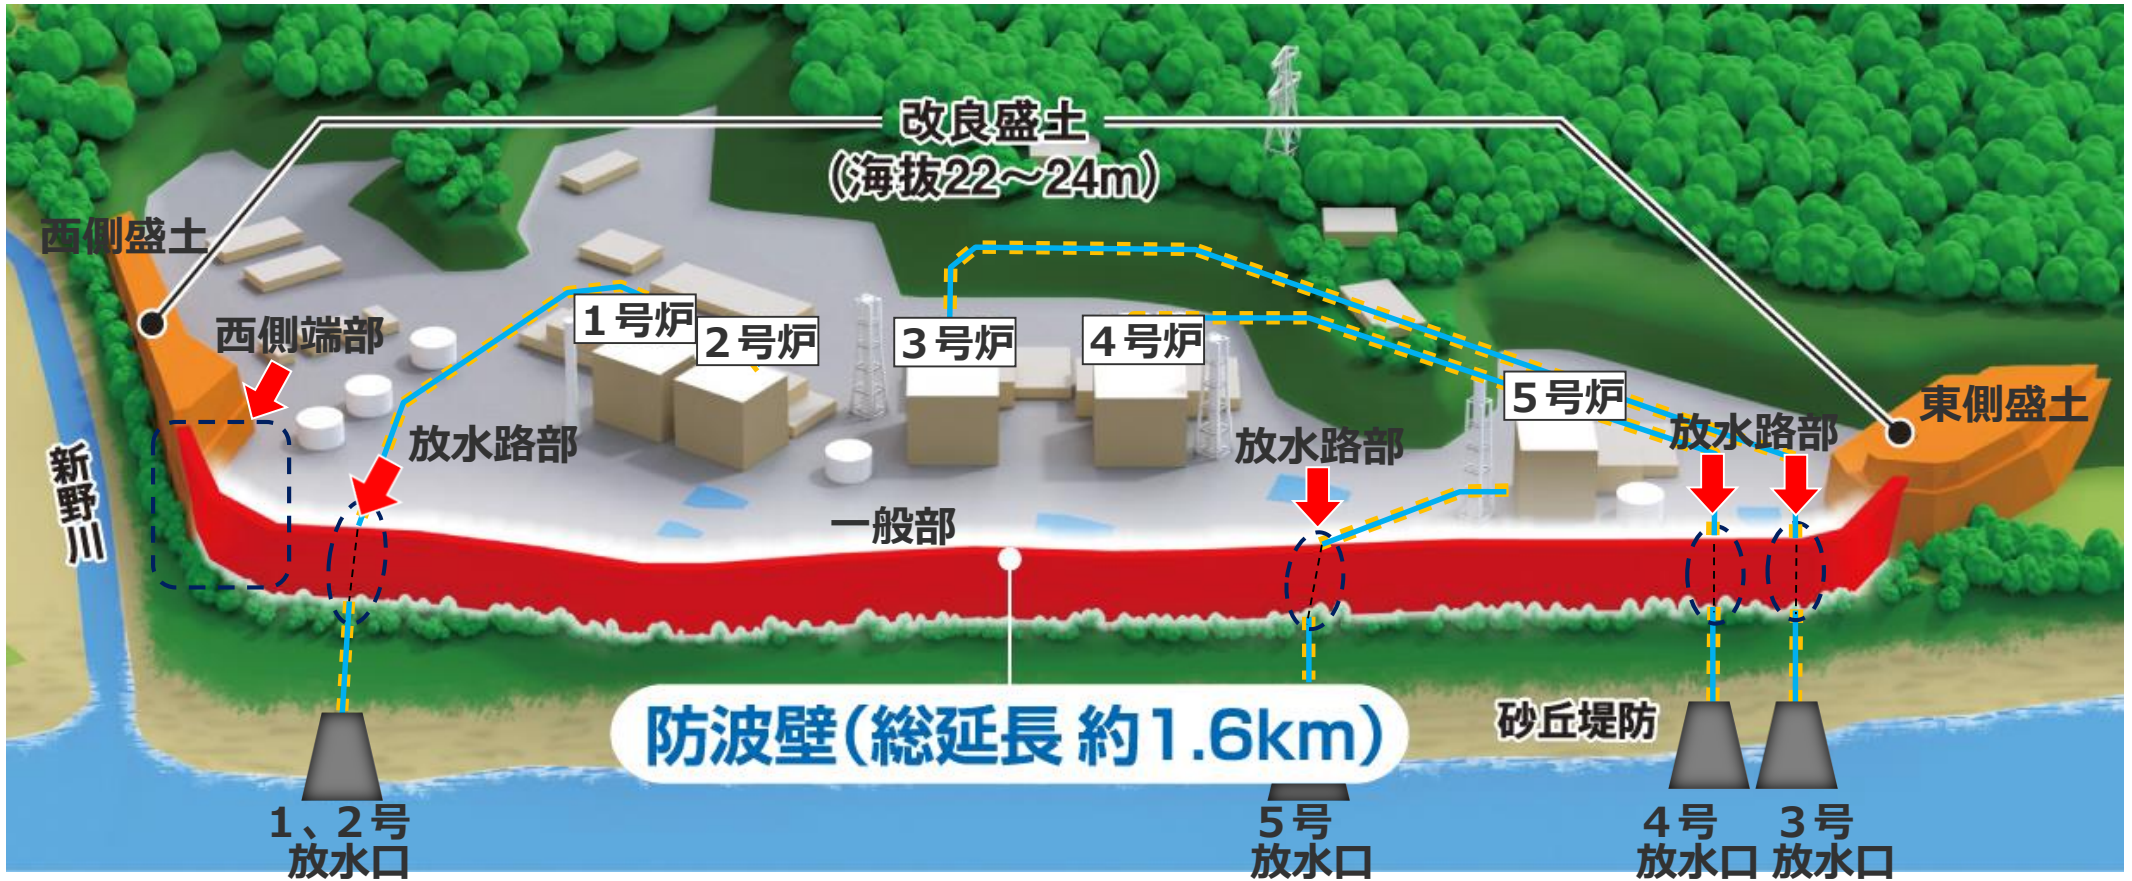 改良盛土
(海抜22〜24m)
西側盛土
西側端部
1号炉
2号炉
3号炉
4号炉
5号炉
東側盛土
放水路部
放水路部
放水路部
新野川
一般部
防波壁(総延長 約1.6km)
砂丘堤防
1、2号
放水口
5号
放水口
4号
放水口
3号
放水口